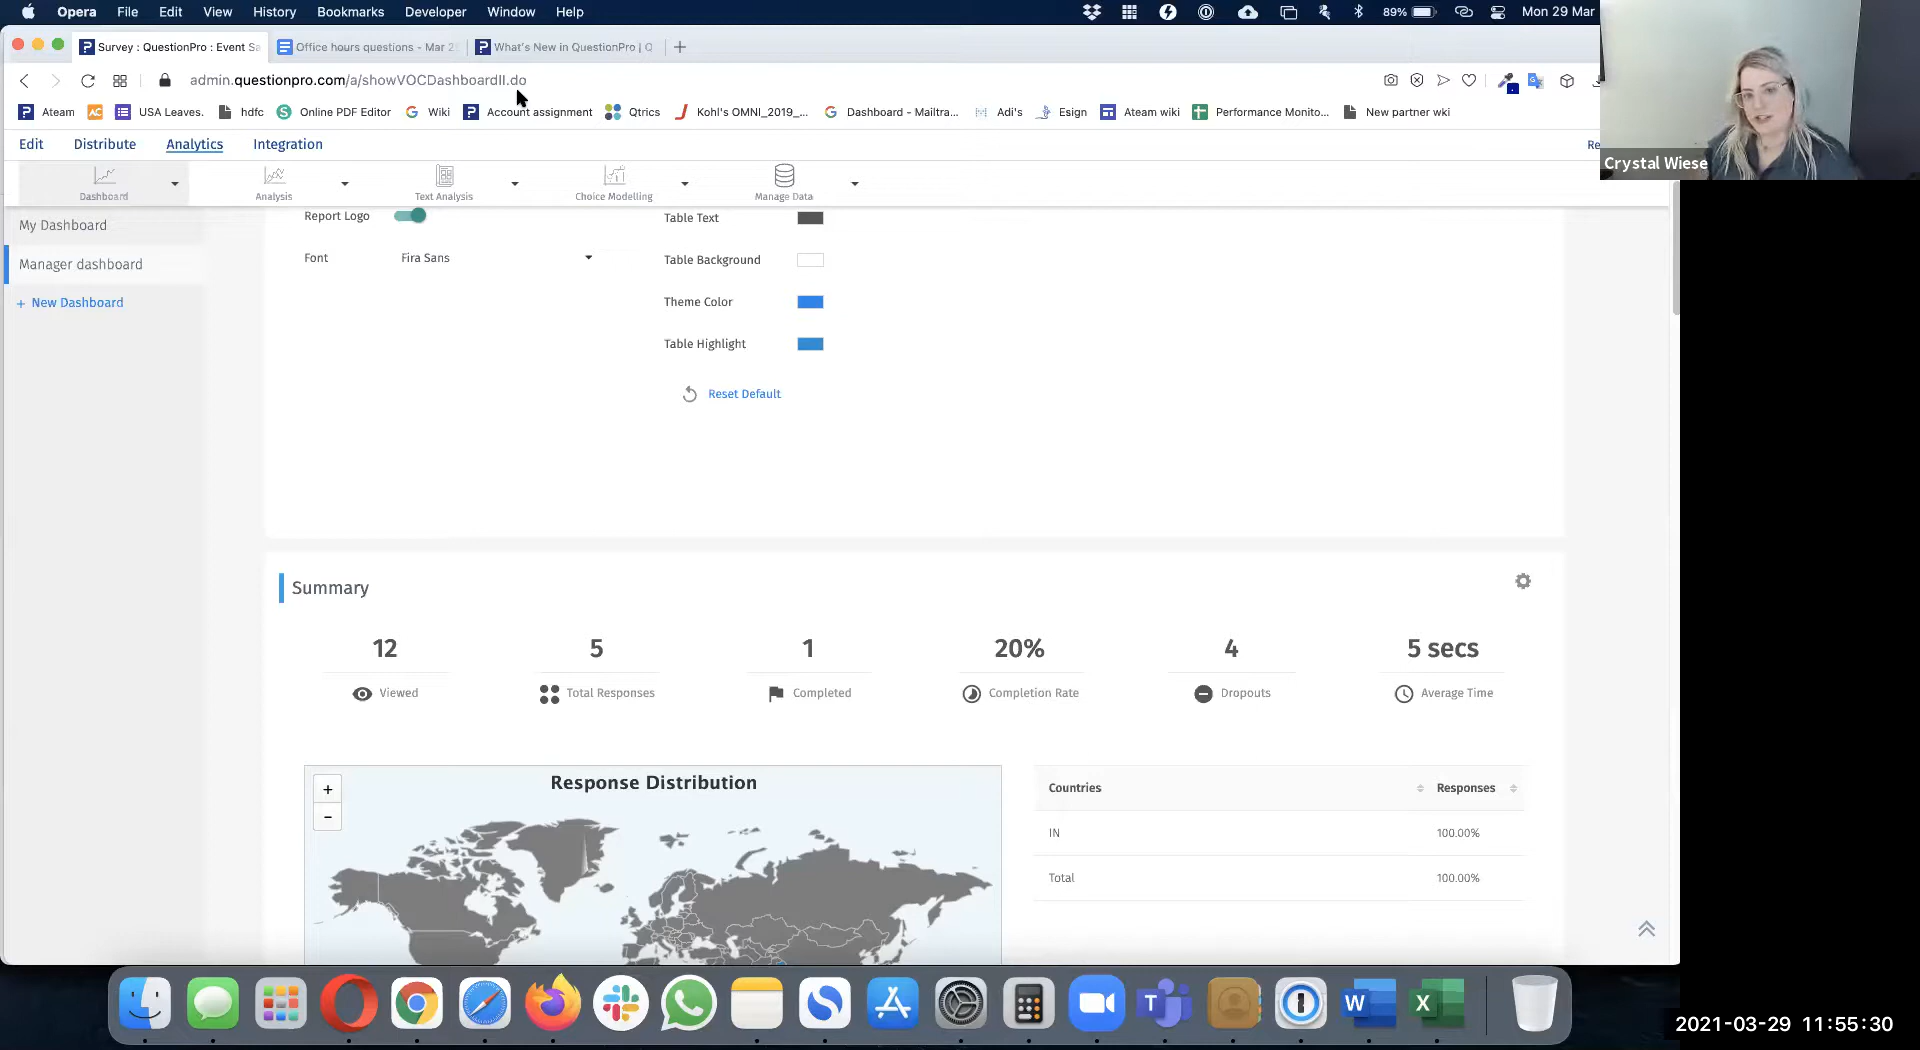 Opera File Edit View History Bookmarks Developer Window Help 89% Mon 29 Mar
Survey : QuestionPro : Event Sa Office hours questions - Mar 2 What's New in QuestionPro | Q
admin.questionpro.com/a/showVOCDashboardII.do
Ateam USA Leaves. hdfc Online PDF Editor Wiki Account assignment Qtrics Kohl's OMNI_2019_... Dashboard - Mailtra... Adi's Esign Ateam wiki Performance Monito... New partner wki
Edit Distribute Analytics Integration Re
Crystal Wiese
Dashboard Analysis Text Analysis Choice Modelling Manage Data
My Dashboard
Manager dashboard
+ New Dashboard
Report Logo
Font Fira Sans
Table Text
Table Background
Theme Color
Table Highlight
Reset Default
Summary
12 5 1 20% 4 5 secs
Viewed Total Responses Completed Completion Rate Dropouts Average Time
+
-
Response Distribution
Countries Responses
IN 100.00%
Total 100.00%
2021-03-29 11:55:30